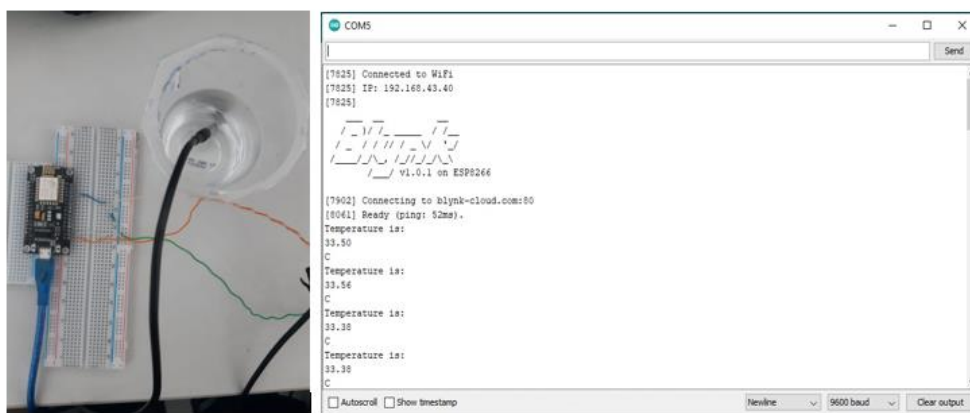 COM5
Send
[7825] Connected to WiFi
[7825] IP: 192.168.43.40
[7825]
v1.0.1 on ESP8266
[7902] Connecting to blynk-cloud.com:80
[8061] Ready (ping: 52ms).
Temperature is:
33.50
C
Temperature is:
33.56
C
Temperature is:
33.38
C
Temperature is:
33.38
C
Autoscroll Show timestamp
Newline
9600 baud
Clear output